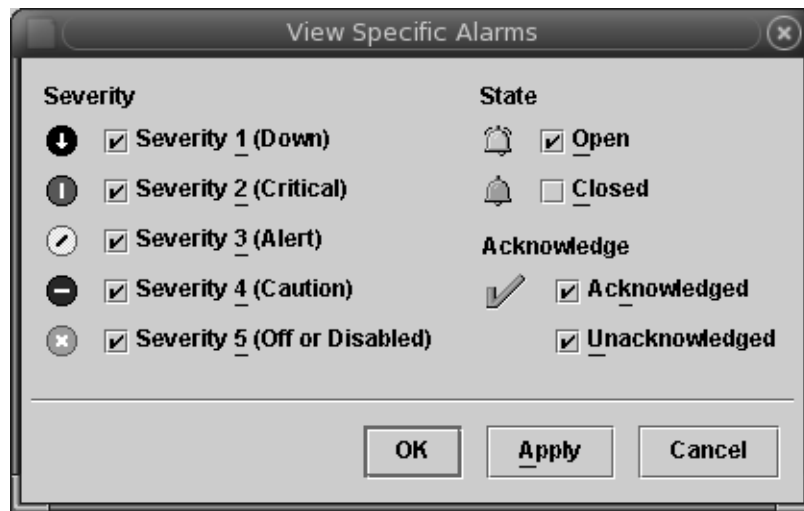 View Specific Alarms
Severity
Severity 1 (Down)
Severity 2 (Critical)
Severity 3 (Alert)
Severity 4 (Caution)
Severity 5 (Off or Disabled)
State
Open
Closed
Acknowledge
Acknowledged
Unacknowledged
OK
Apply
Cancel